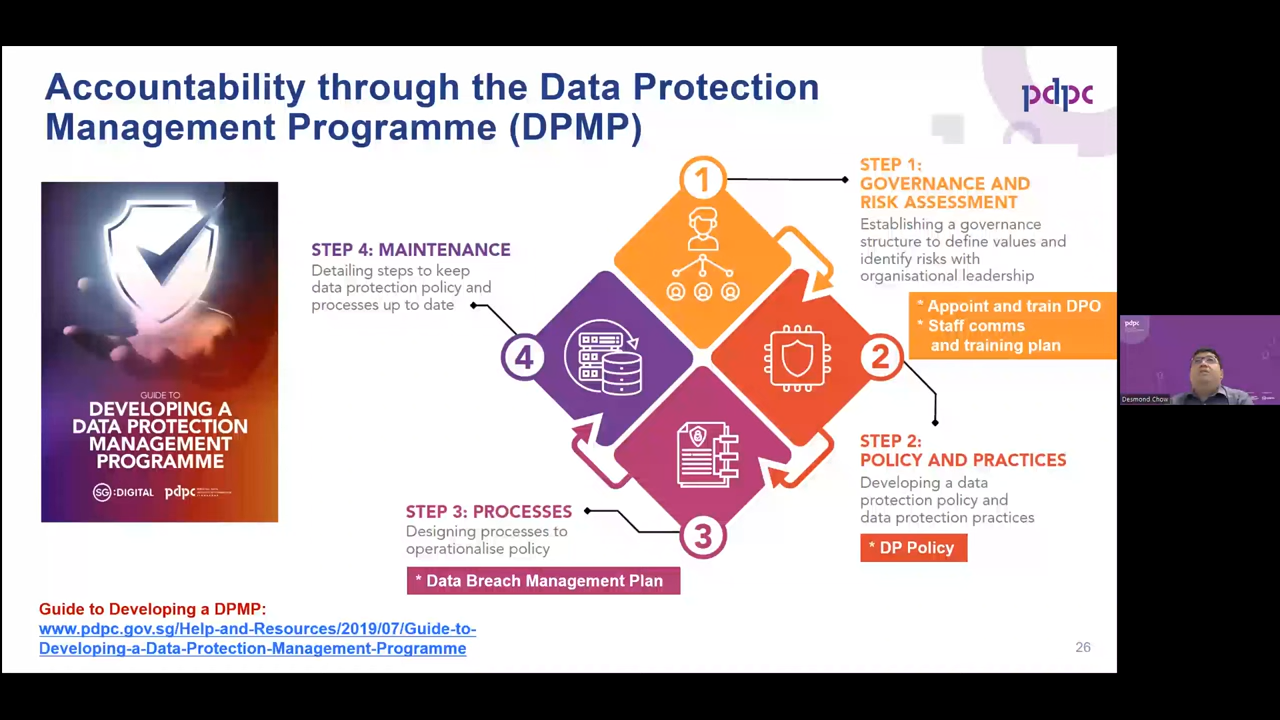 Accountability through the Data Protection
Management Programme (DPMP)
pdpc
1
STEP 1:
GOVERNANCE AND
RISK ASSESSMENT
Establishing a governance
structure to define values and
identify risks with
organisational leadership
* Appoint and train DPO
* Staff comms
and training plan
STEP 4: MAINTENANCE
Detailing steps to keep
data protection policy and
processes up to date
4
2
GUIDE TO
DEVELOPING A
DATA PROTECTION
MANAGEMENT
PROGRAMME
SG:DIGITAL
pdpc
STEP 2:
POLICY AND PRACTICES
Developing a data
protection policy and
data protection practices
* DP Policy
STEP 3: PROCESSES
Designing processes to
operationalise policy
3
* Data Breach Management Plan
Guide to Developing a DPMP:
www.pdpc.gov.sg/Help-and-Resources/2019/07/Guide-to-
Developing-a-Data-Protection-Management-Programme
26
pdpc
Desmond Chow